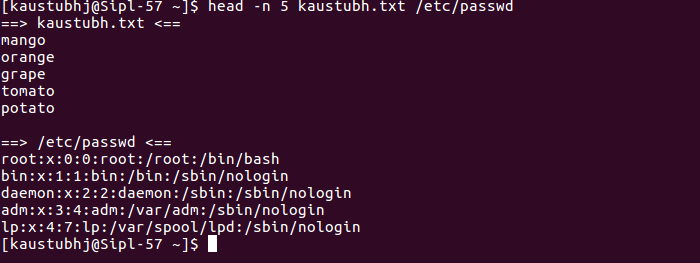 [kaustubhj@Sipl-57 ~]$ head -n 5 kaustubh.txt /etc/passwd
==> kaustubh.txt <==
mango
orange
grape
tomato
potato

==> /etc/passwd <==
root:x:0:0:root:/root:/bin/bash
bin:x:1:1:bin:/bin:/sbin/nologin
daemon:x:2:2:daemon:/sbin:/sbin/nologin
adm:x:3:4:adm:/var/adm:/sbin/nologin
lp:x:4:7:lp:/var/spool/lpd:/sbin/nologin
[kaustubhj@Sipl-57 ~]$